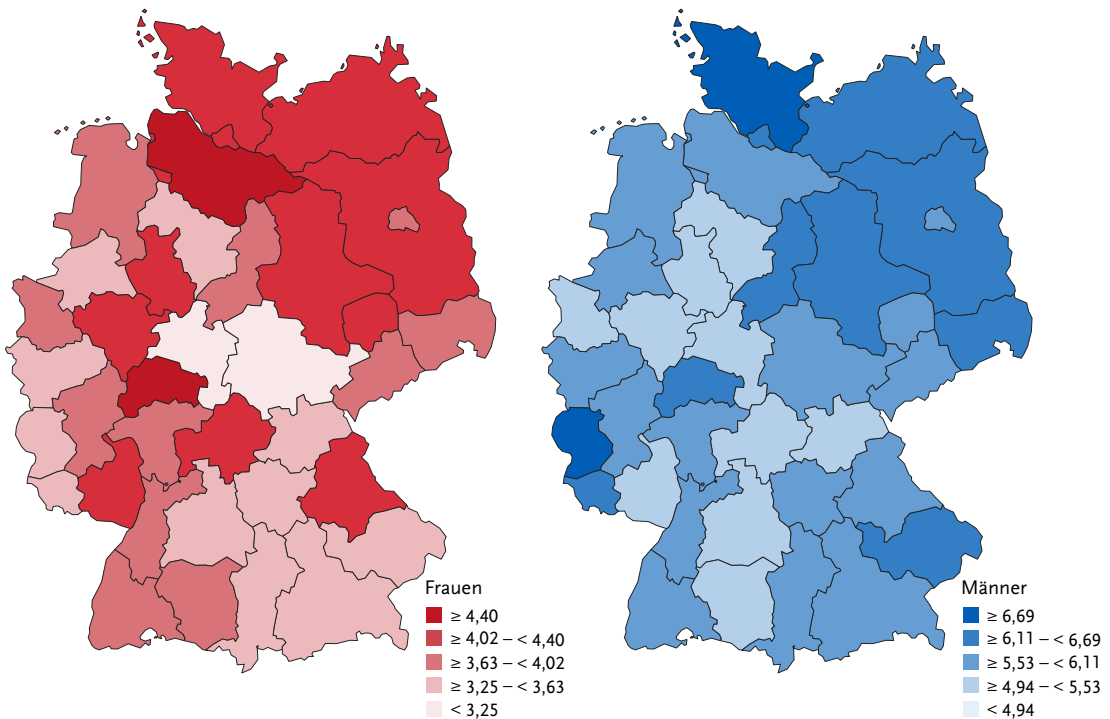 Frauen
≥ 4,40
≥ 4,02 – < 4,40
≥ 3,63 – < 4,02
≥ 3,25 – < 3,63
< 3,25
Männer
≥ 6,69
≥ 6,11 – < 6,69
≥ 5,53 – < 6,11
≥ 4,94 – < 5,53
< 4,94